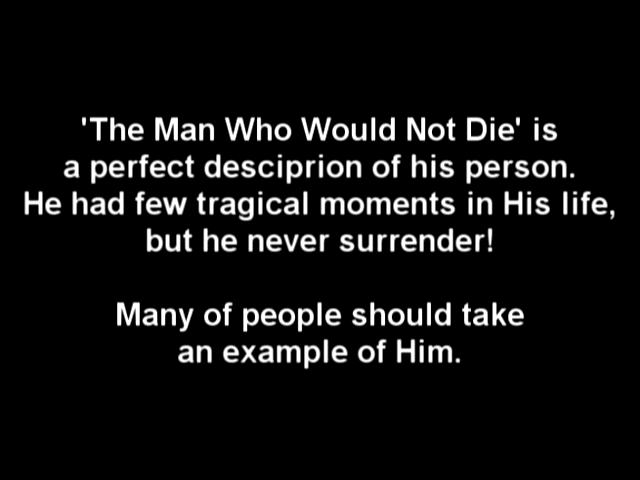 'The Man Who Would Not Die' is
a perfect desciprion of his person.
He had few tragical moments in His life,
but he never surrender!
Many of people should take
an example of Him.